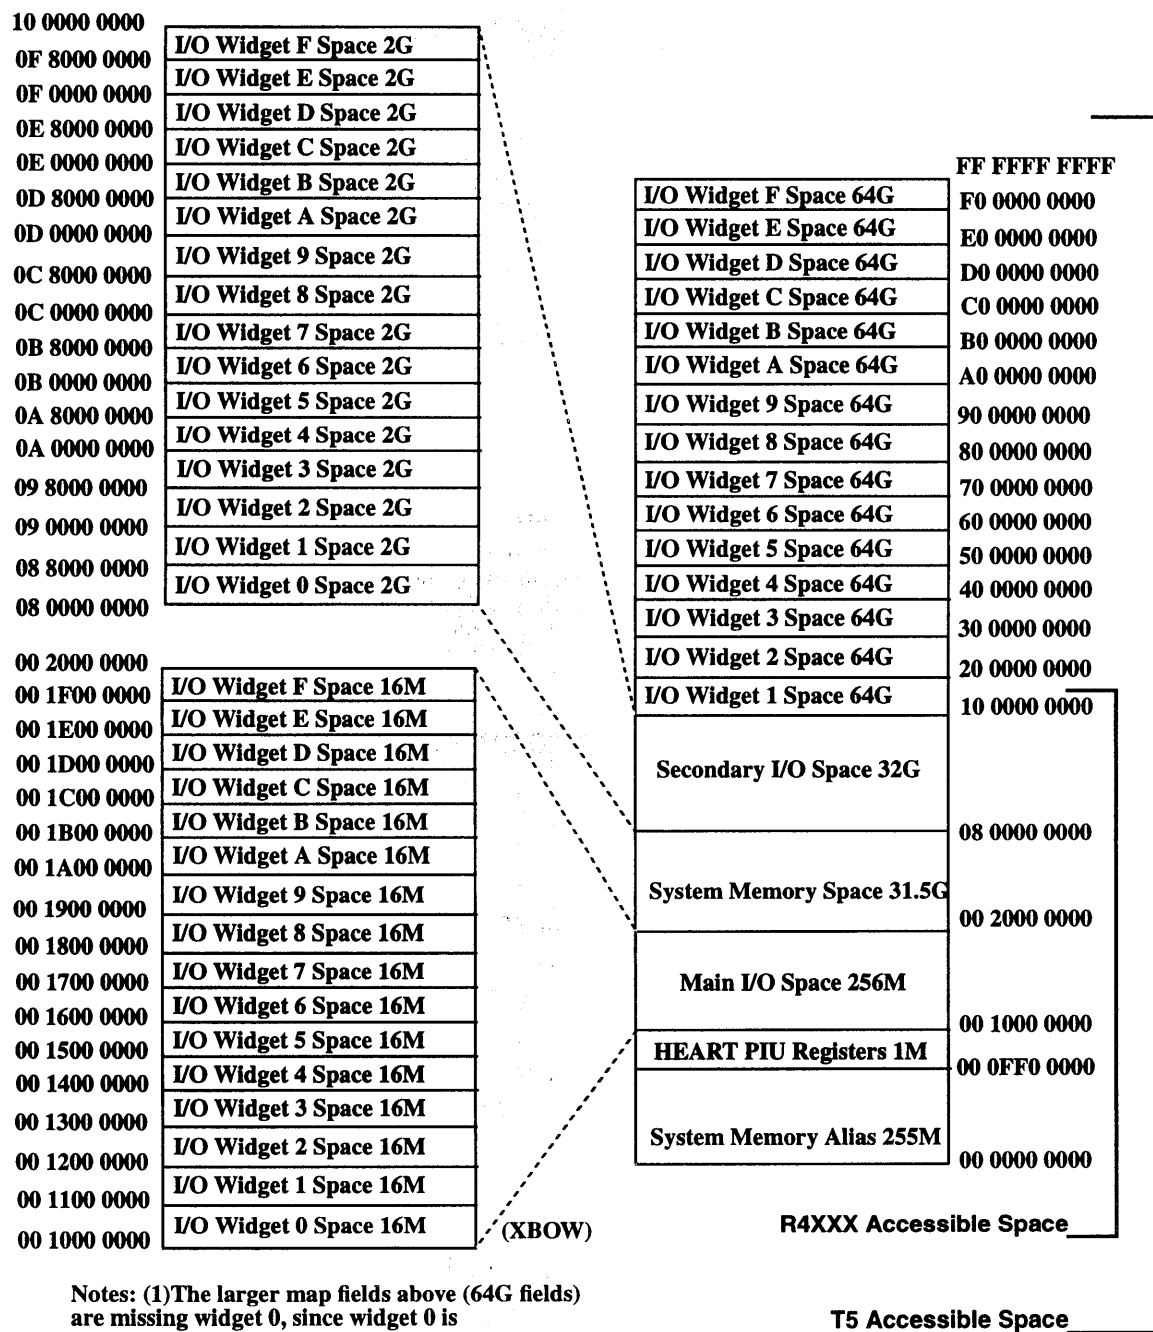 10 0000 0000
I/O Widget F Space 2G
0F 8000 0000
I/O Widget E Space 2G
0F 0000 0000
I/O Widget D Space 2G
0E 8000 0000
I/O Widget C Space 2G
0E 0000 0000
I/O Widget B Space 2G
0D 8000 0000
I/O Widget A Space 2G
0D 0000 0000
I/O Widget 9 Space 2G
0C 8000 0000
I/O Widget 8 Space 2G
0C 0000 0000
I/O Widget 7 Space 2G
0B 8000 0000
I/O Widget 6 Space 2G
0B 0000 0000
I/O Widget 5 Space 2G
0A 8000 0000
I/O Widget 4 Space 2G
0A 0000 0000
I/O Widget 3 Space 2G
09 8000 0000
I/O Widget 2 Space 2G
09 0000 0000
I/O Widget 1 Space 2G
08 8000 0000
I/O Widget 0 Space 2G
08 0000 0000
00 2000 0000
I/O Widget F Space 16M
00 1F00 0000
I/O Widget E Space 16M
00 1E00 0000
I/O Widget D Space 16M
00 1D00 0000
I/O Widget C Space 16M
00 1C00 0000
I/O Widget B Space 16M
00 1B00 0000
I/O Widget A Space 16M
00 1A00 0000
I/O Widget 9 Space 16M
00 1900 0000
I/O Widget 8 Space 16M
00 1800 0000
I/O Widget 7 Space 16M
00 1700 0000
I/O Widget 6 Space 16M
00 1600 0000
I/O Widget 5 Space 16M
00 1500 0000
I/O Widget 4 Space 16M
00 1400 0000
I/O Widget 3 Space 16M
00 1300 0000
I/O Widget 2 Space 16M
00 1200 0000
I/O Widget 1 Space 16M
00 1100 0000
I/O Widget 0 Space 16M
(XBOW)
00 1000 0000
FF FFFF FFFF
I/O Widget F Space 64G
F0 0000 0000
I/O Widget E Space 64G
E0 0000 0000
I/O Widget D Space 64G
D0 0000 0000
I/O Widget C Space 64G
C0 0000 0000
I/O Widget B Space 64G
B0 0000 0000
I/O Widget A Space 64G
A0 0000 0000
I/O Widget 9 Space 64G
90 0000 0000
I/O Widget 8 Space 64G
80 0000 0000
I/O Widget 7 Space 64G
70 0000 0000
I/O Widget 6 Space 64G
60 0000 0000
I/O Widget 5 Space 64G
50 0000 0000
I/O Widget 4 Space 64G
40 0000 0000
I/O Widget 3 Space 64G
30 0000 0000
I/O Widget 2 Space 64G
20 0000 0000
I/O Widget 1 Space 64G
10 0000 0000
Secondary I/O Space 32G
08 0000 0000
System Memory Space 31.5G
00 2000 0000
Main I/O Space 256M
00 1000 0000
HEART PIU Registers 1M
00 0FF0 0000
System Memory Alias 255M
00 0000 0000
R4XXX Accessible Space
Notes: (1)The larger map fields above (64G fields)
are missing widget 0, since widget 0 is
T5 Accessible Space